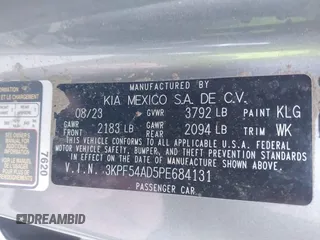 MANUFACTURED BY
KIA MEXICO S.A. DE C.V.
08/23 GVWR 3792 LB PAINT KLG
GAWR FRONT 2183 LB GAWR REAR 2094 LB TRIM WK
THIS VEHICLE CONFORMS TO ALL APPLICABLE U.S.A. FEDERAL
MOTOR VEHICLE SAFETY, BUMPER, AND THEFT PREVENTION STANDARDS
IN EFFECT ON THE DATE OF MANUFACTURE SHOWN ABOVE.
V.I.N. 3KPF54AD5PE684131
PASSENGER CAR
7620
DREAMBID